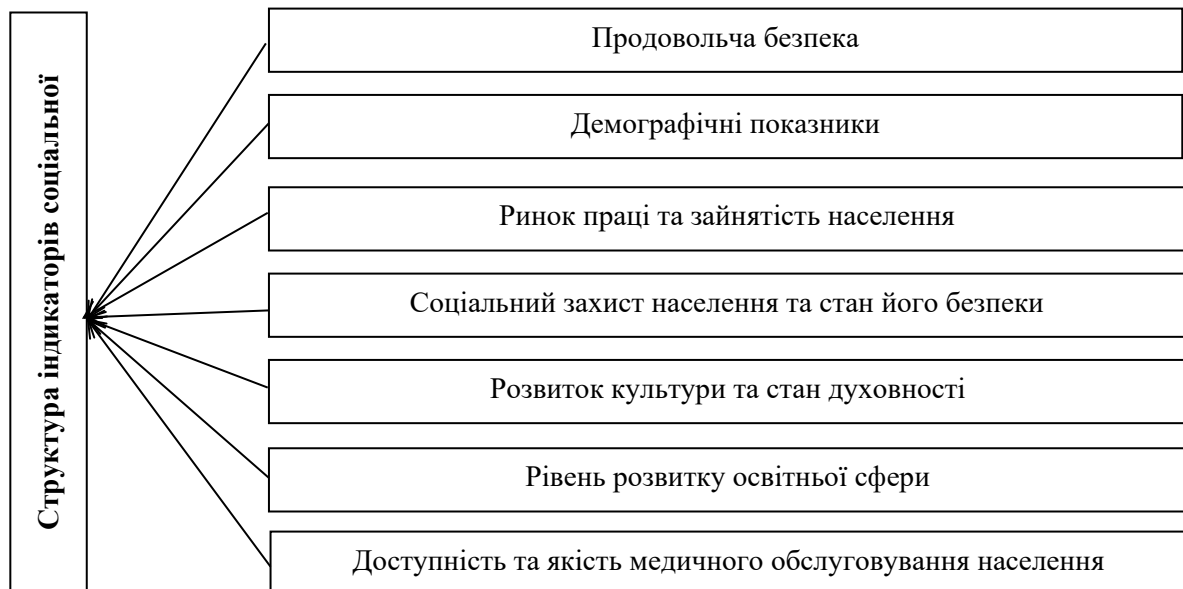 Структура індикаторів соціальної
Продовольча безпека
Демографічні показники
Ринок праці та зайнятість населення
Соціальний захист населення та стан його безпеки
Розвиток культури та стан духовності
Рівень розвитку освітньої сфери
Доступність та якість медичного обслуговування населення